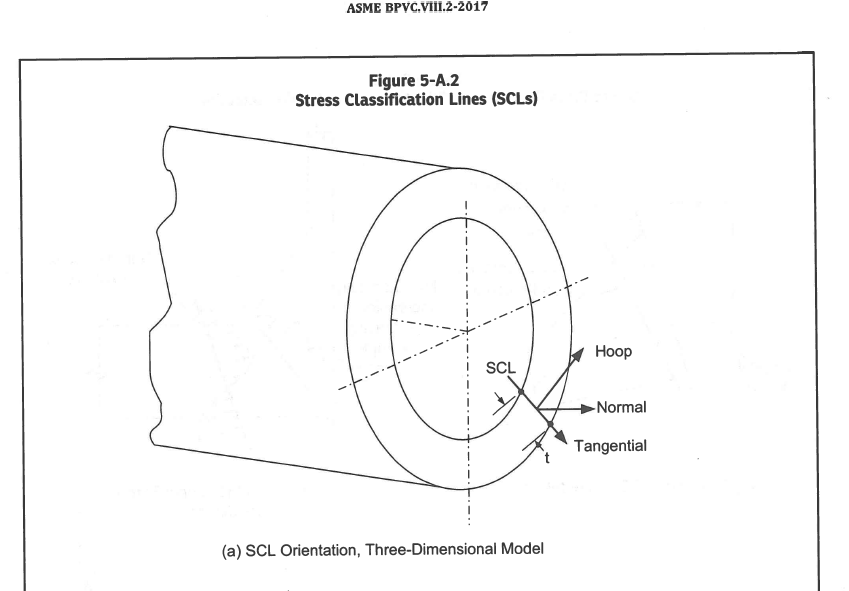 ASME BPVC.VIII.2-2017
Figure 5-A.2
Stress Classification Lines (SCLs)
Hoop
SCL
Normal
Tangential
t
(a) SCL Orientation, Three-Dimensional Model